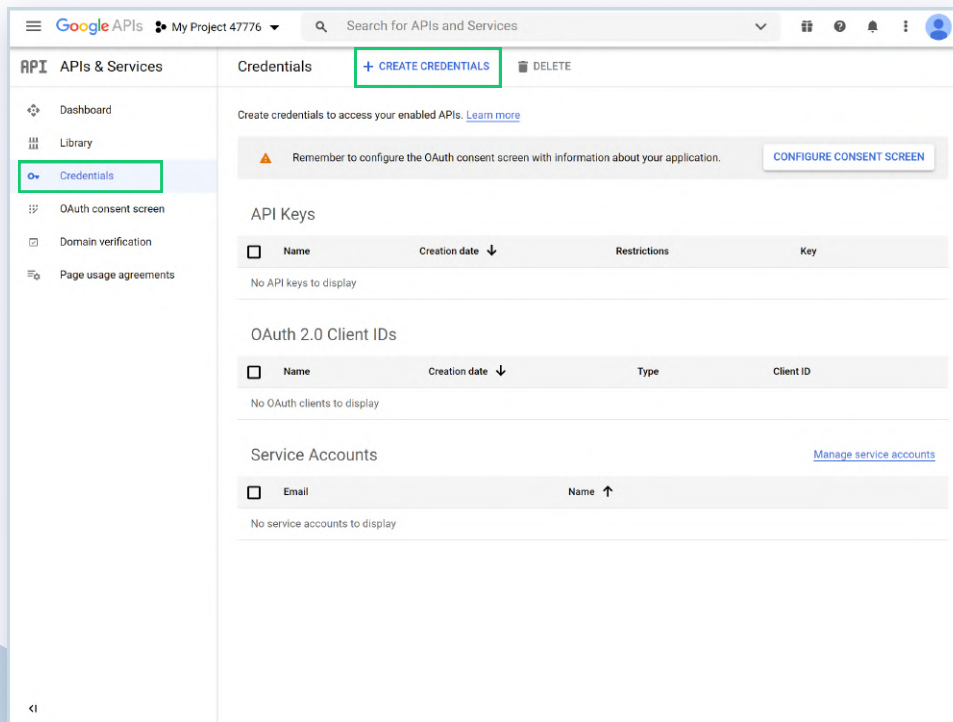 Google APIs My Project 47776 Search for APIs and Services
API APIs & Services
Dashboard
Library
Credentials
OAuth consent screen
Domain verification
Page usage agreements
Credentials + CREATE CREDENTIALS DELETE
Create credentials to access your enabled APIs. Learn more
Remember to configure the OAuth consent screen with information about your application. CONFIGURE CONSENT SCREEN
API Keys
Name Creation date Restrictions Key
No API keys to display
OAuth 2.0 Client IDs
Name Creation date Type Client ID
No OAuth clients to display
Service Accounts Manage service accounts
Email Name
No service accounts to display